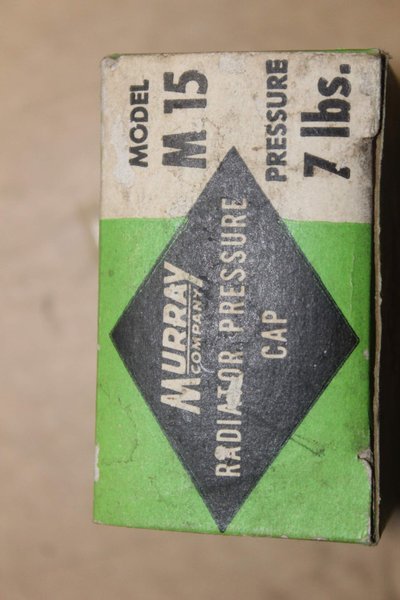 MURRAY
COMPANY
RADIATOR PRESSURE
CAP
MODEL
M 15
PRESSURE
7 lbs.